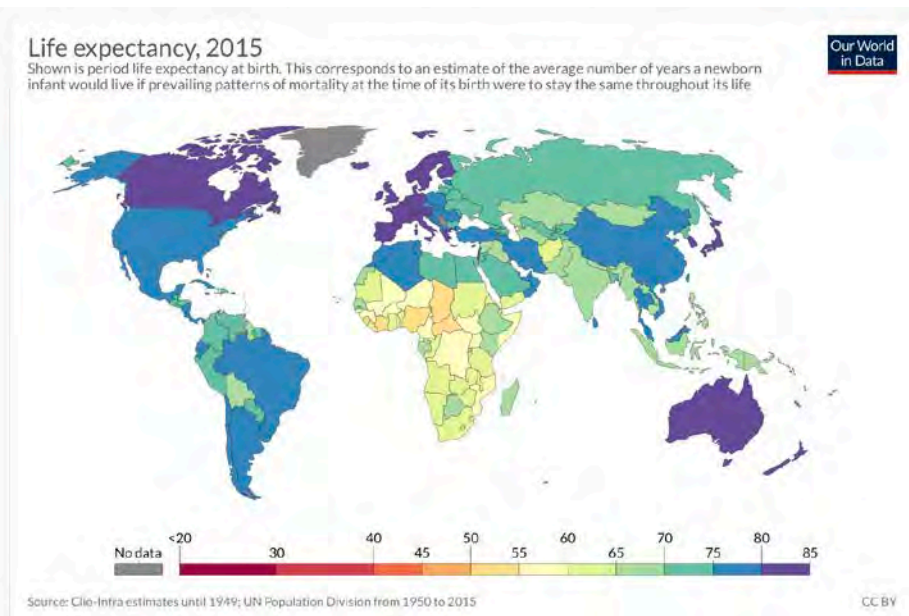 Life expectancy, 2015
Shown is period life expectancy at birth. This corresponds to an estimate of the average number of years a newborn
infant would live if prevailing patterns of mortality at the time of its birth were to stay the same throughout its life
Our World
in Data
No data
<20 30 40 45 50 55 60 65 70 75 80 85
Source: Clio-Infra estimates until 1949; UN Population Division from 1950 to 2015
CC BY